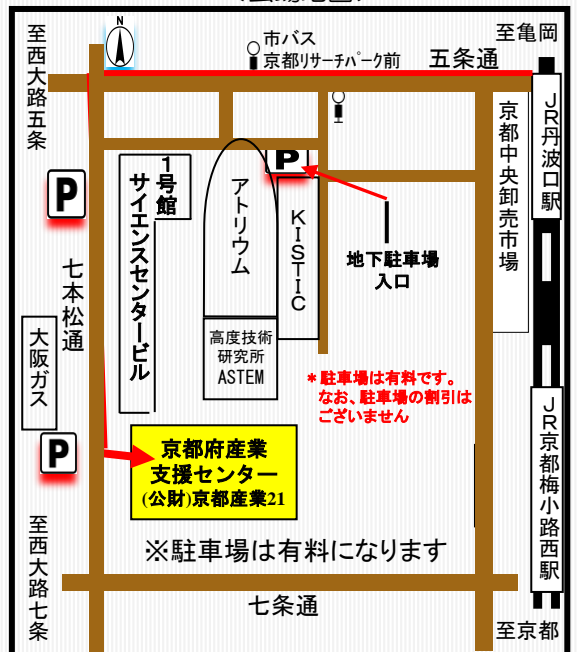 N
至西大路五条
市バス
京都リサーチパーク前
五条通
至亀岡
JR丹波口駅
京都中央卸売市場
P
1号館
サイエンスセンタービル
アトリウム
P
KISTIC
地下駐車場
入口
七本松通
大阪ガス
高度技術
研究所
ASTEM
*駐車場は有料です。
なお、駐車場の割引は
ございません
P
京都府産業
支援センター
(公財)京都産業21
JR京都梅小路西駅
※駐車場は有料になります
至西大路七条
七条通
至京都